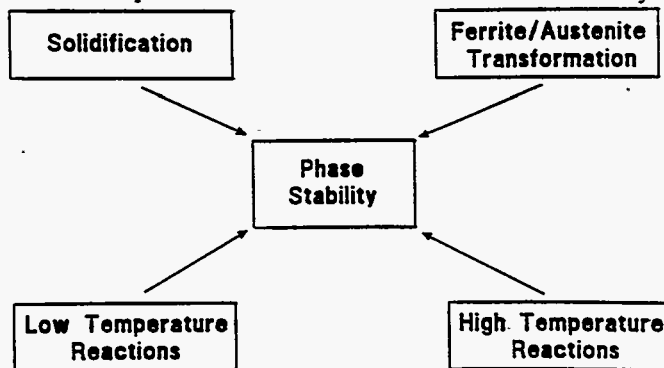 Solidification
Ferrite/Austenite
Transformation
Phase
Stability
Low Temperature
Reactions
High Temperature
Reactions